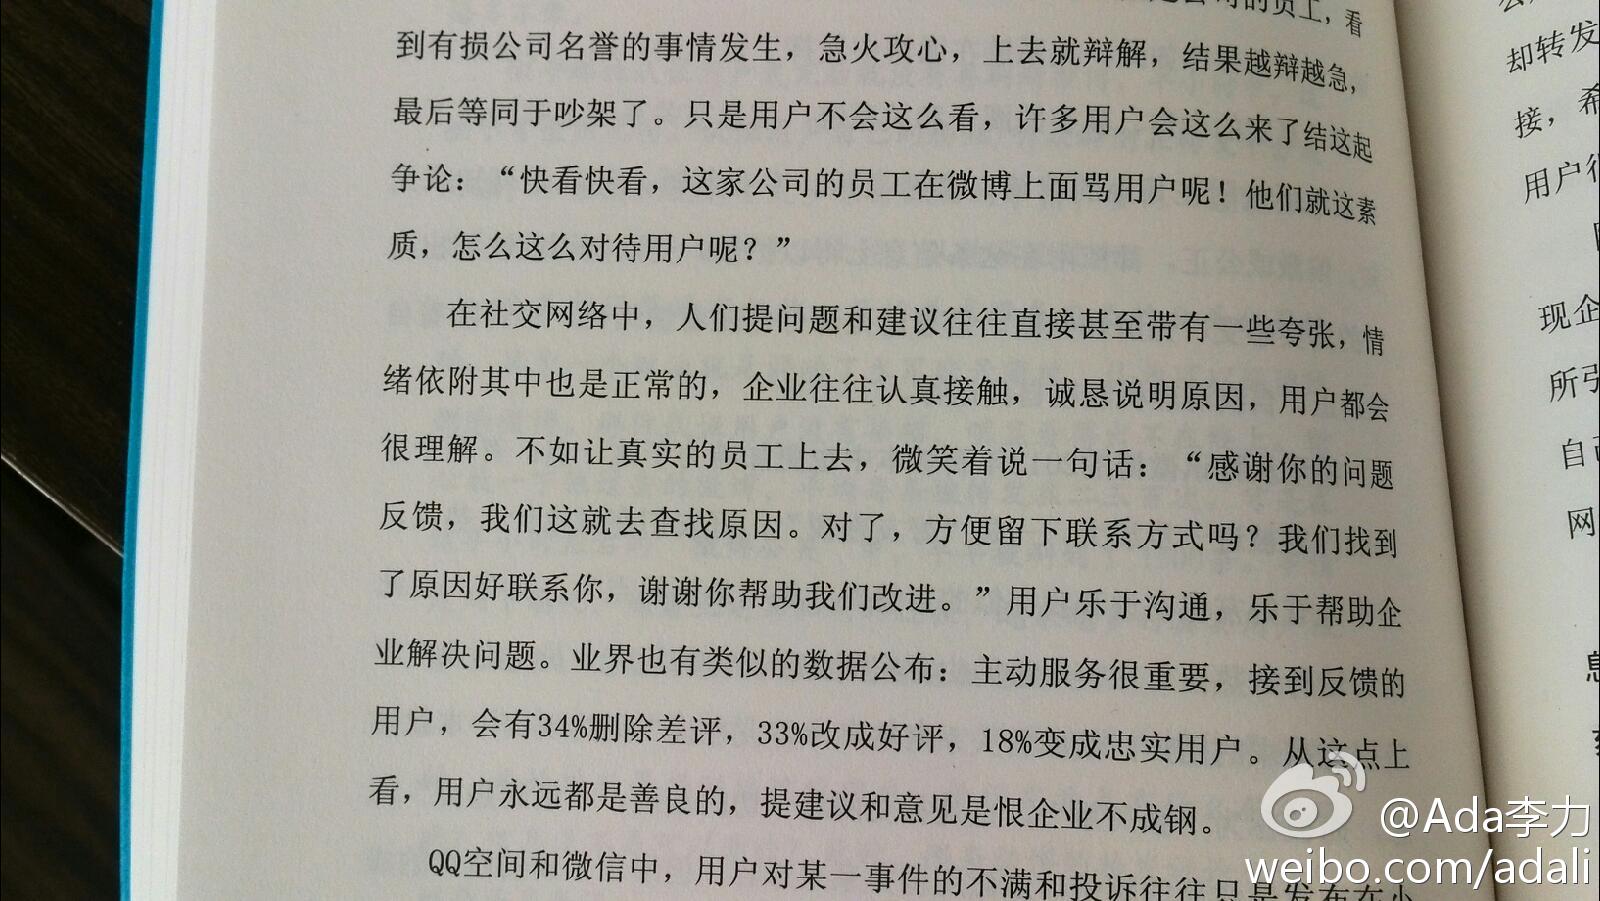 公司的员工，看
到有损公司名誉的事情发生，急火攻心，上去就辩解，结果越辩越急，
最后等同于吵架了。只是用户不会这么看，许多用户会这么来了结这起
争论：“快看快看，这家公司的员工在微博上面骂用户呢！他们就这素
质，怎么这么对待用户呢？”
在社交网络中，人们提问题和建议往往直接甚至带有一些夸张，情
绪依附其中也是正常的，企业往往认真接触，诚恳说明原因，用户都会
很理解。不如让真实的员工上去，微笑着说一句话：“感谢你的问题
反馈，我们这就去查找原因。对了，方便留下联系方式吗？我们找到
了原因好联系你，谢谢你帮助我们改进。”用户乐于沟通，乐于帮助企
业解决问题。业界也有类似的数据公布：主动服务很重要，接到反馈的
用户，会有34%删除差评，33%改成好评，18%变成忠实用户。从这点上
看，用户永远都是善良的，提建议和意见是恨企业不成钢。
QQ空间和微信中，用户对某一事件的不满和投诉往往只是发布在小
却转发
接，希
用户
现企
所引
自己
网
息
@Ada李力
weibo.com/adali